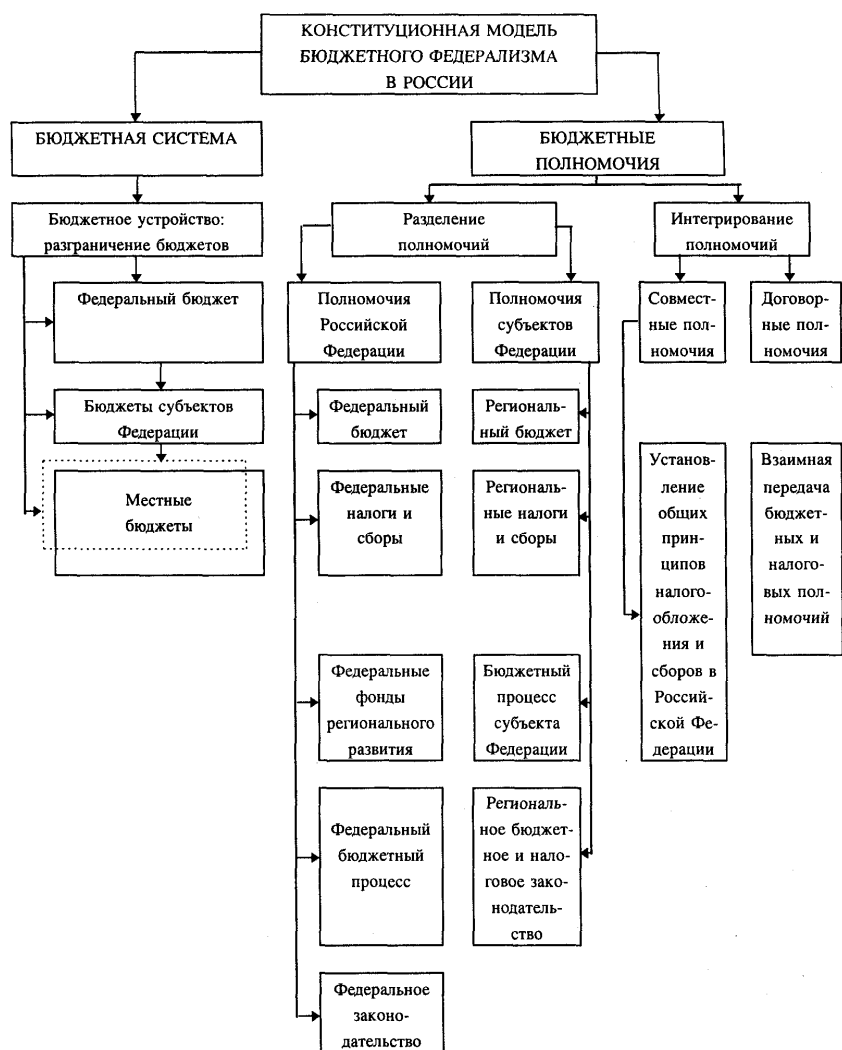 КОНСТИТУЦИОННАЯ МОДЕЛЬ
БЮДЖЕТНОГО ФЕДЕРАЛИЗМА
В РОССИИ
БЮДЖЕТНАЯ СИСТЕМА
БЮДЖЕТНЫЕ
ПОЛНОМОЧИЯ
Бюджетное устройство:
разграничение бюджетов
Разделение
полномочий
Интегрирование
полномочий
Федеральный бюджет
Бюджеты субъектов
Федерации
Местные
бюджеты
Полномочия
Российской
Федерации
Федеральный
бюджет
Федеральные
налоги и
сборы
Федеральные
фонды
регионального
развития
Федеральный
бюджетный
процесс
Федеральное
законо-
дательство
Полномочия
субъектов
Федерации
Региональ-
ный бюджет
Региональ-
ные налоги
и сборы
Бюджетный
процесс
субъекта
Федерации
Региональ-
ное бюджет-
ное и нало-
говое зако-
нодатель-
ство
Совмест-
ные пол-
номочия
Установ-
ление
общих
прин-
ципов
налого-
обложе-
ния и
сборов в
Россий-
ской Фе-
дерации
Договор-
ные пол-
номочия
Взаимная
передача
бюджет-
ных и
налого-
вых пол-
номочий